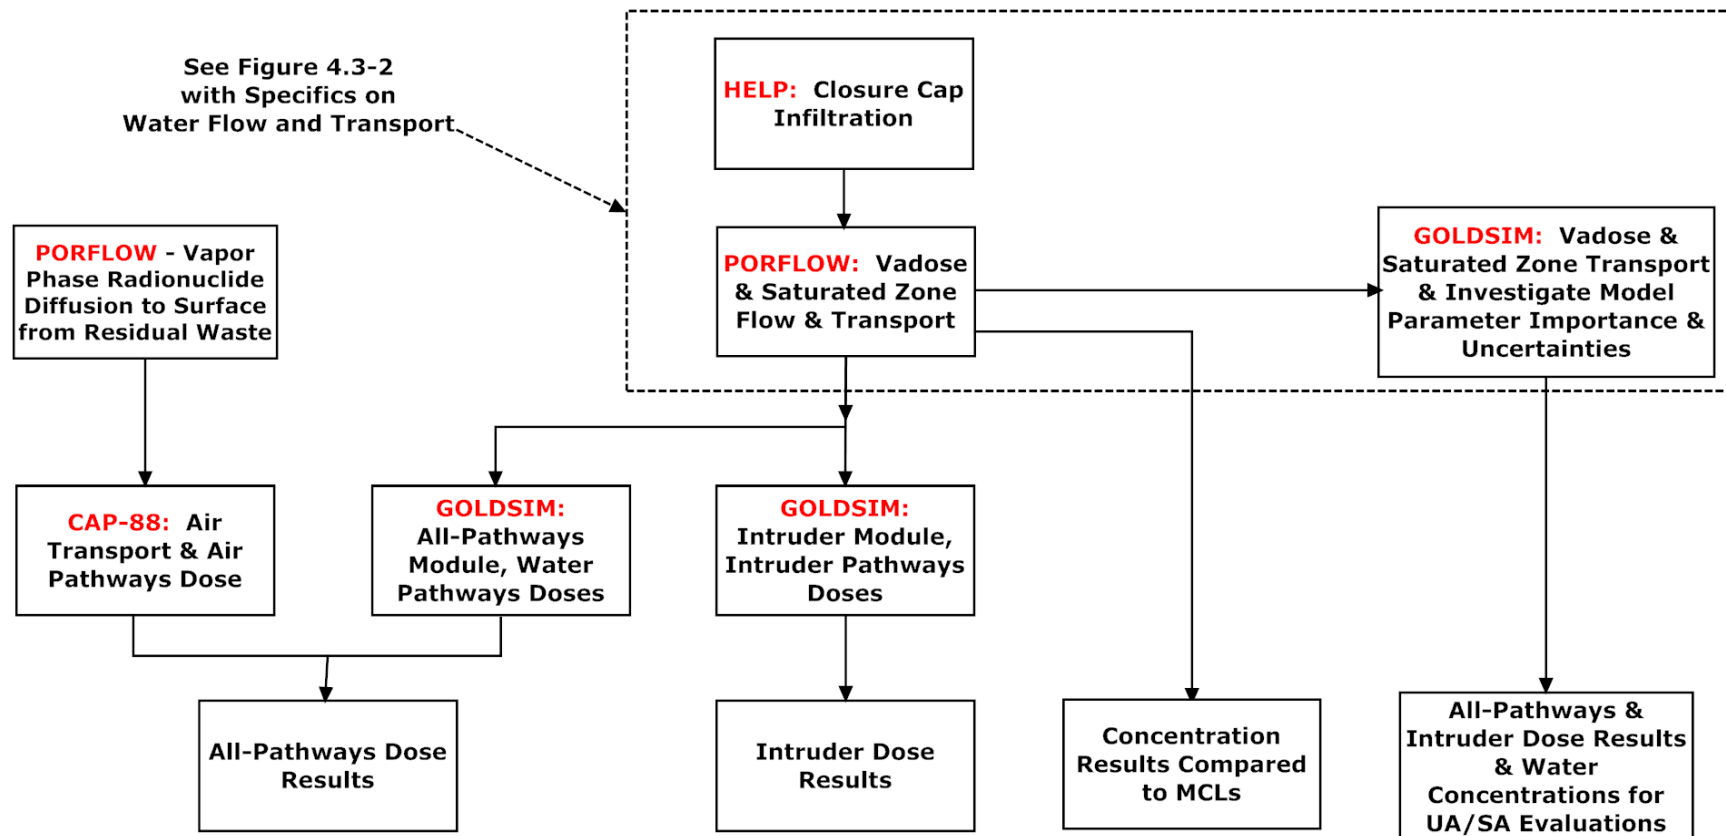 See Figure 4.3-2
with Specifics on
Water Flow and Transport
HELP: Closure Cap
Infiltration
PORFLOW - Vapor
Phase Radionuclide
Diffusion to Surface
from Residual Waste
PORFLOW: Vadose
& Saturated Zone
Flow & Transport
GOLDSIM: Vadose &
Saturated Zone Transport
& Investigate Model
Parameter Importance &
Uncertainties
CAP-88: Air
Transport & Air
Pathways Dose
GOLDSIM:
All-Pathways
Module, Water
Pathways Doses
GOLDSIM:
Intruder Module,
Intruder Pathways
Doses
All-Pathways Dose
Results
Intruder Dose
Results
Concentration
Results Compared
to MCLs
All-Pathways &
Intruder Dose Results
& Water
Concentrations for
UA/SA Evaluations